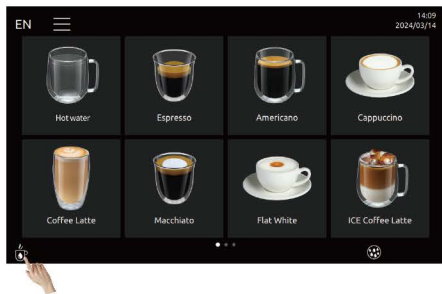 EN
14:09
2024/03/14
Hot water
Espresso
Americano
Cappuccino
Coffee Latte
Macchiato
Flat White
ICE Coffee Latte